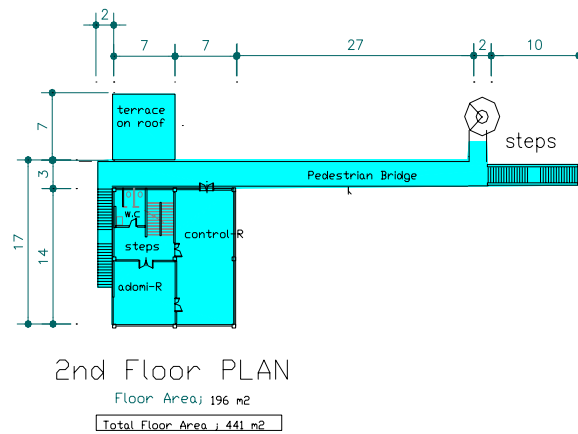 2
7
7
27
2
10
terrace
on roof
7
steps
3
Pedestrian Bridge
W.C
17
control-R
14
steps
adomi-R
2nd Floor PLAN
Floor Area; 196 m2
Total Floor Area ; 441 m2